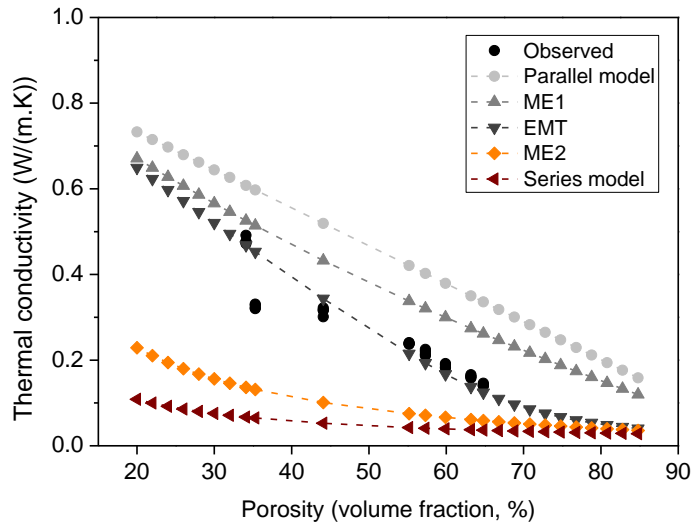 1.0
0.8
0.6
0.4
0.2
0.0
Thermal conductivity (W/(m.K))
Observed
Parallel model
ME1
EMT
ME2
Series model
20 30 40 50 60 70 80 90
Porosity (volume fraction, %)